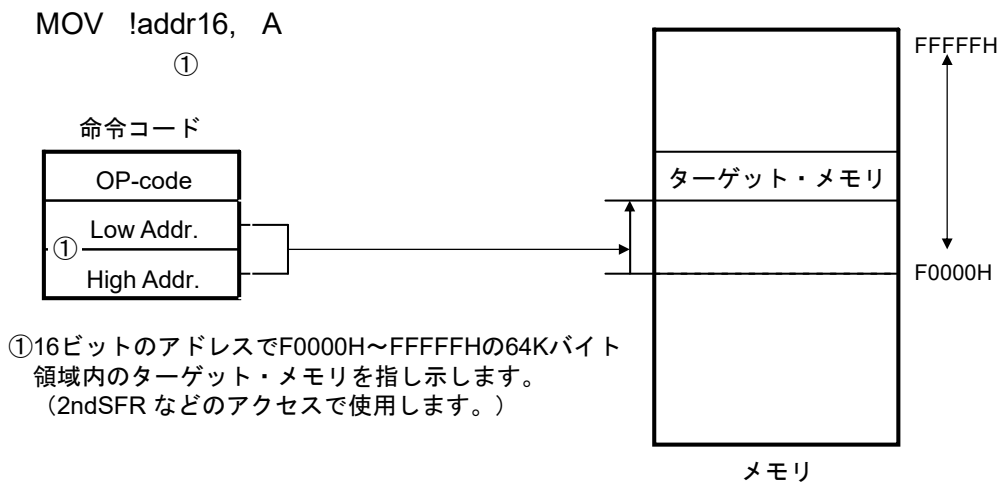 MOV !addr16, A
①
命令コード
OP-code
Low Addr.
①
High Addr.
FFFFFH
ターゲット・メモリ
F0000H
メモリ
①16ビットのアドレスでF0000H～FFFFFHの64Kバイト
領域内のターゲット・メモリを指し示します。
（2ndSFR などのアクセスで使用します。）